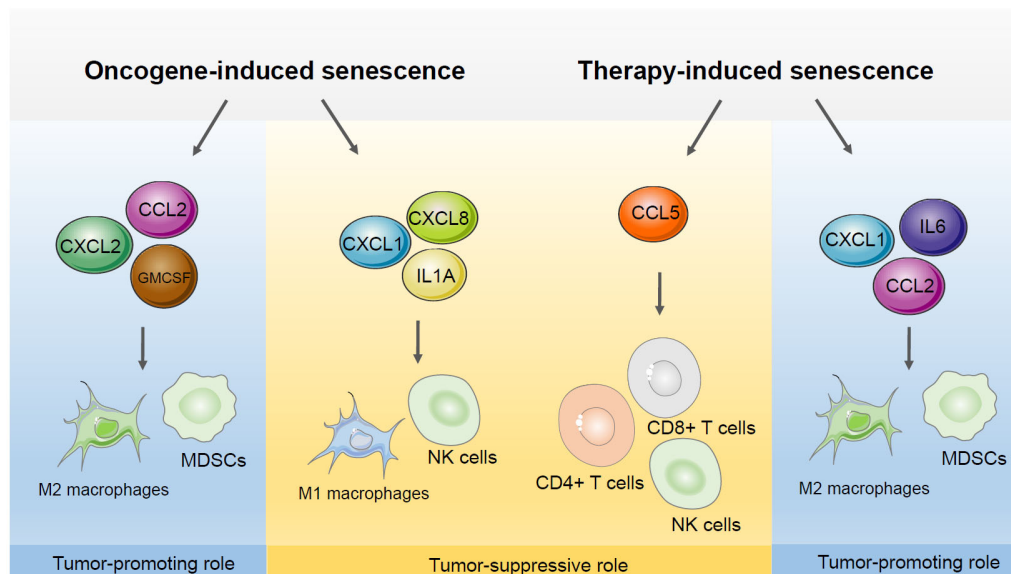 Oncogene-induced senescence
Therapy-induced senescence
CCL2
CXCL2
GMCSF
MDSCs
M2 macrophages
Tumor-promoting role
CXCL8
CXCL1
IL1A
NK cells
M1 macrophages
CCL5
CD8+ T cells
CD4+ T cells
NK cells
Tumor-suppressive role
IL6
CXCL1
CCL2
MDSCs
M2 macrophages
Tumor-promoting role